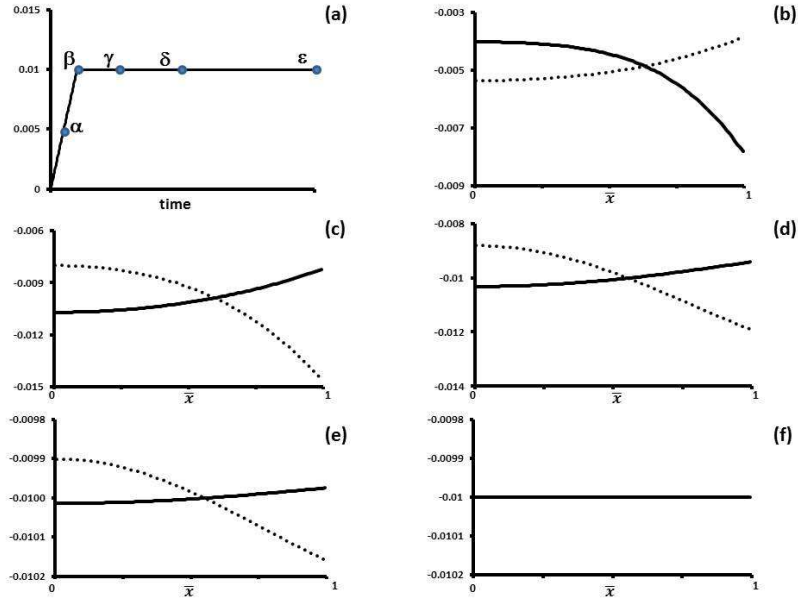 0.015
(a)
β γ δ ε
0.01
0.005
α
0
time
(b)
-0.003
-0.005
-0.007
-0.009
0 x̅ 1
(c)
-0.006
-0.009
-0.012
-0.015
0 x̅ 1
(d)
-0.008
-0.01
-0.012
-0.014
0 x̅ 1
(e)
-0.0098
-0.0099
-0.0100
-0.0101
-0.0102
0 x̅ 1
(f)
-0.0098
-0.0099
-0.01
-0.0101
-0.0102
0 x̅ 1